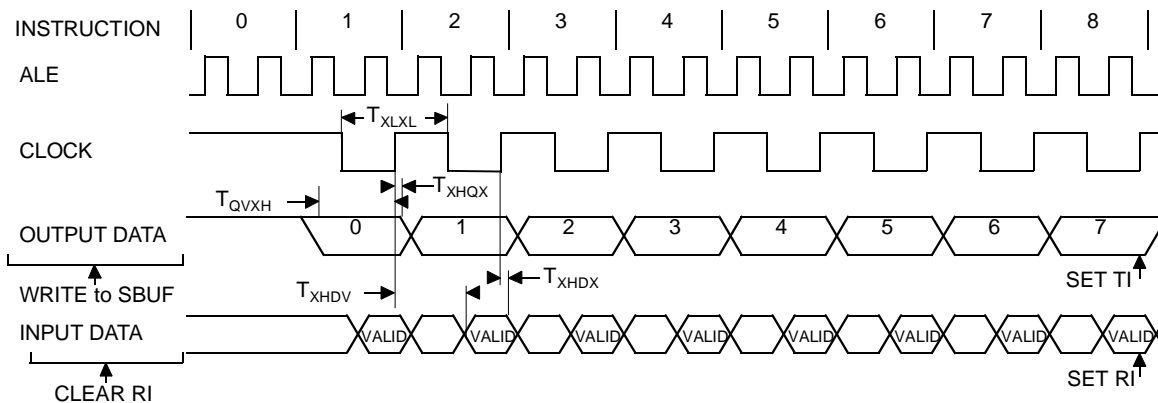 INSTRUCTION 0 1 2 3 4 5 6 7 8
ALE
T_XLXL
CLOCK
T_XHQX
T_QVXH
OUTPUT DATA 0 1 2 3 4 5 6 7
WRITE to SBUF T_XHDV T_XHDX SET TI
INPUT DATA VALID VALID VALID VALID VALID VALID VALID VALID
CLEAR RI SET RI